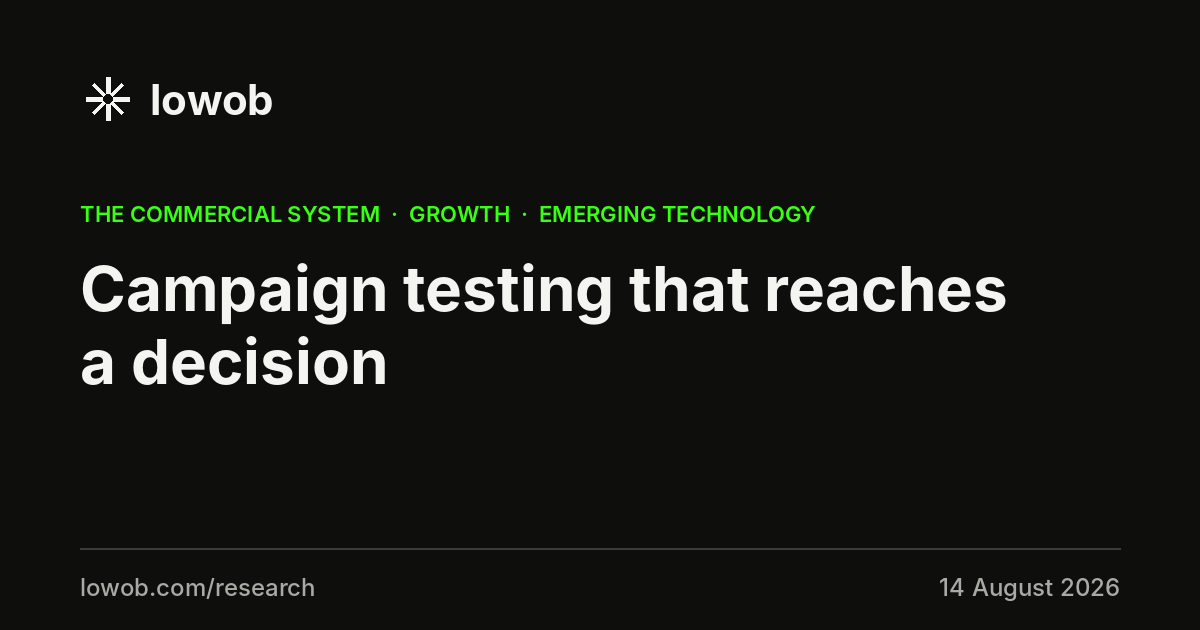 lowob
THE COMMERCIAL SYSTEM · GROWTH · EMERGING TECHNOLOGY
Campaign testing that reaches
a decision
lowob.com/research
14 August 2026